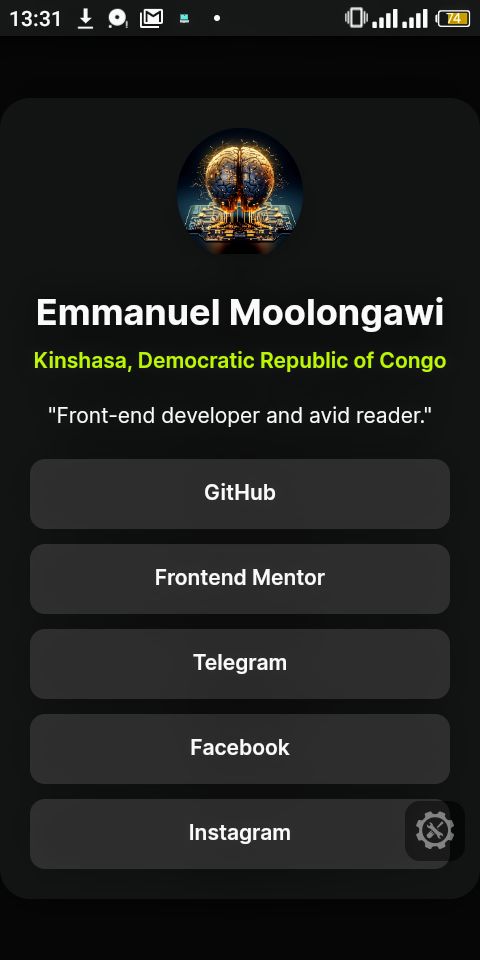 13:31
74
Emmanuel Moolongawi
Kinshasa, Democratic Republic of Congo
"Front-end developer and avid reader."
GitHub
Frontend Mentor
Telegram
Facebook
Instagram